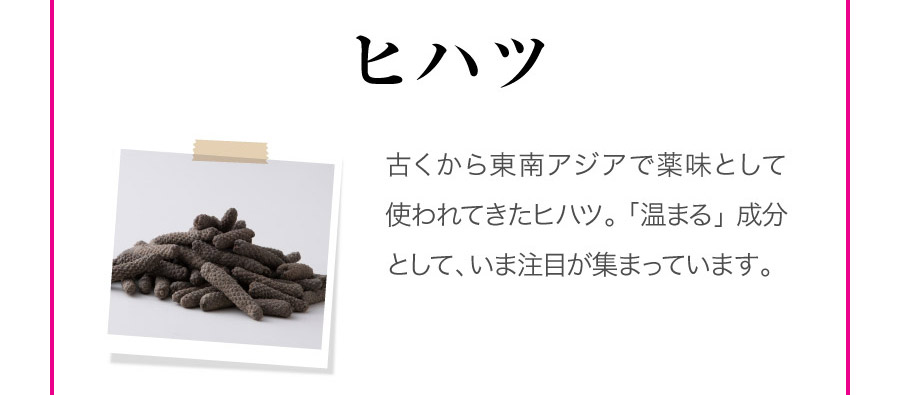 ヒハツ
古くから東南アジアで薬味として
使われてきたヒハツ。「温まる」成分
として、いま注目が集まっています。